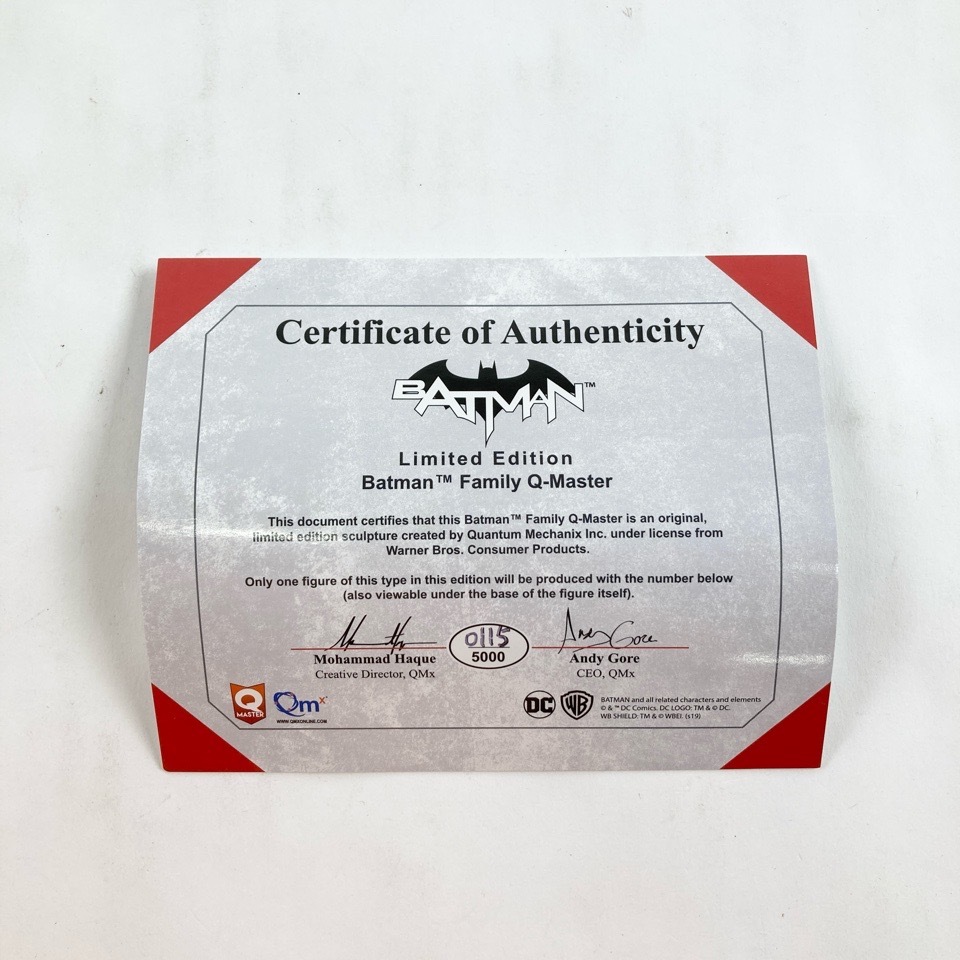 Certificate of Authenticity
BATMAN™
Limited Edition
Batman™ Family Q-Master
This document certifies that this Batman™ Family Q-Master is an original,
limited edition sculpture created by Quantum Mechanix Inc. under license from
Warner Bros. Consumer Products.
Only one figure of this type in this edition will be produced with the number below
(also viewable under the base of the figure itself).
0115
5000
Mohammad Haque
Creative Director, QMx
Andy Gore
Andy Gore
CEO, QMx
Q
MASTER
Qmx
WWW.QMXONLINE.COM
DC
WB
BATMAN and all related characters and elements
© & ™ DC Comics. DC LOGO: TM & © DC.
WB SHIELD: TM & © WBEI. (s19)